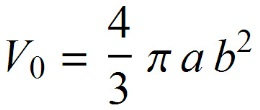 V₀ = 4/3 π a b²